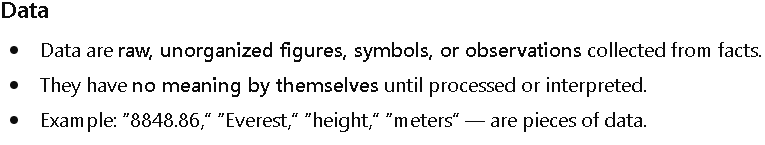 Data
• Data are raw, unorganized figures, symbols, or observations collected from facts.
• They have no meaning by themselves until processed or interpreted.
• Example: "8848.86," "Everest," "height," "meters" — are pieces of data.